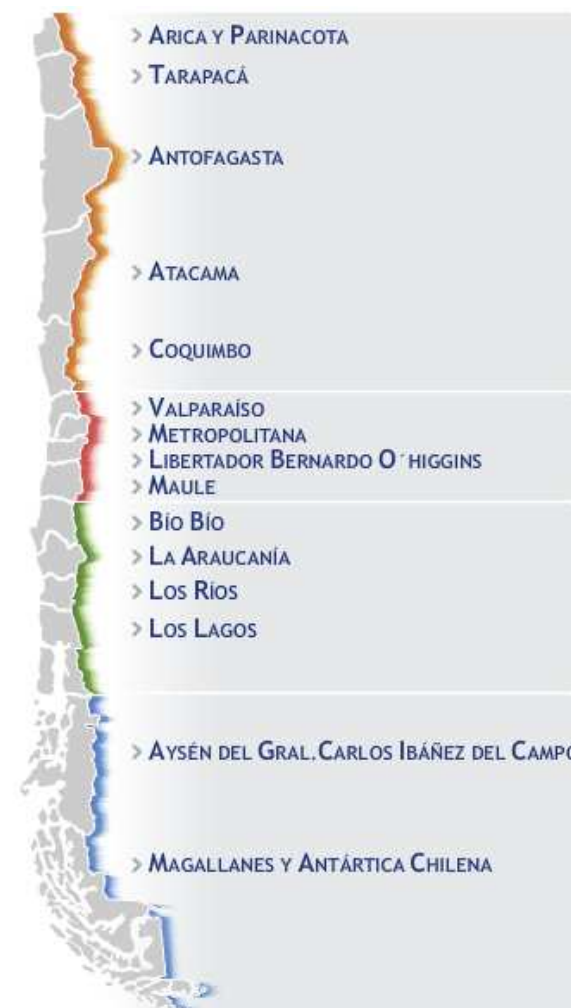 > Arica y Parinacota
> Tarapacá
> Antofagasta
> Atacama
> Coquimbo
> Valparaíso
> Metropolitana
> Libertador Bernardo O´higgins
> Maule
> Bío Bío
> La Araucanía
> Los Ríos
> Los Lagos
> Aysén del Gral.Carlos Ibáñez del Campo
> Magallanes y Antártica Chilena